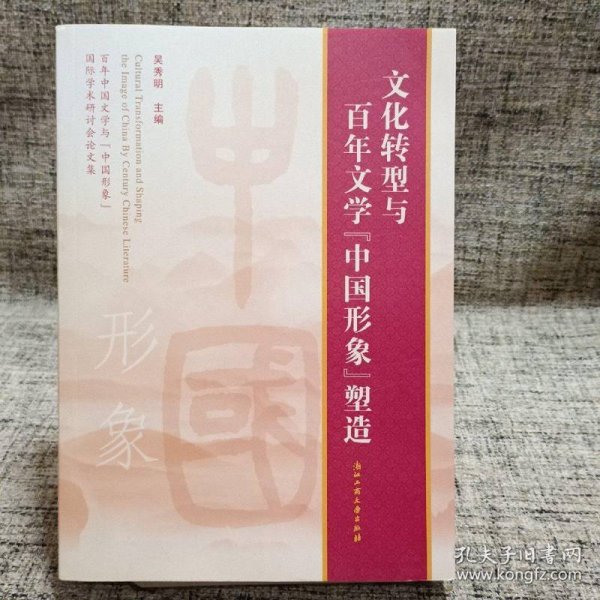 文化转型与
百年文学『中国形象』塑造
浙江工商大学出版社
吴秀明 主编
Cultural Transformation and Shaping
the Image of China By Century Chinese Literature
百年中国文学与「中国形象」
国际学术研讨会论文集
中國
形象
孔夫子旧书网
www.kongfz.com